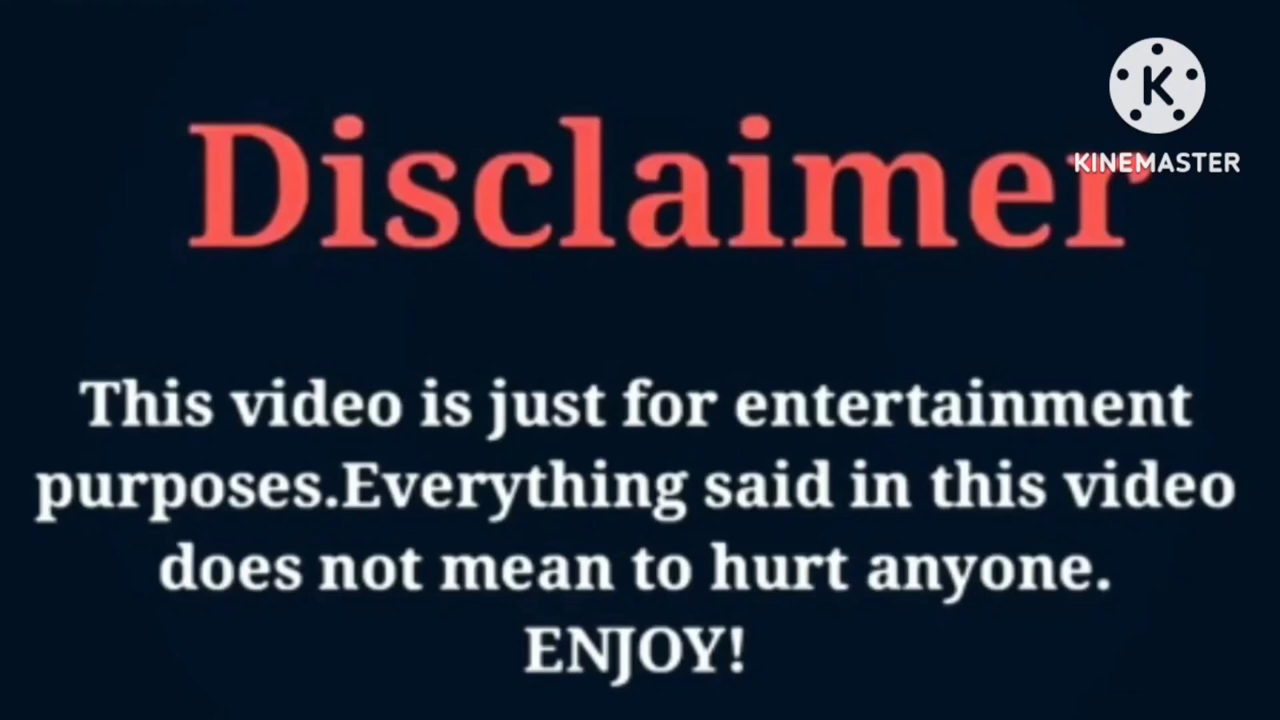 K
KINEMASTER
Disclaimer
This video is just for entertainment
purposes.Everything said in this video
does not mean to hurt anyone.
ENJOY!